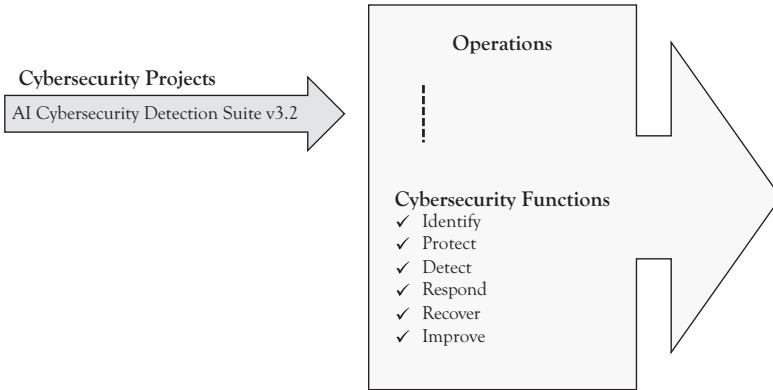 Operations
Cybersecurity Projects
AI Cybersecurity Detection Suite v3.2
Cybersecurity Functions
✓ Identify
✓ Protect
✓ Detect
✓ Respond
✓ Recover
✓ Improve